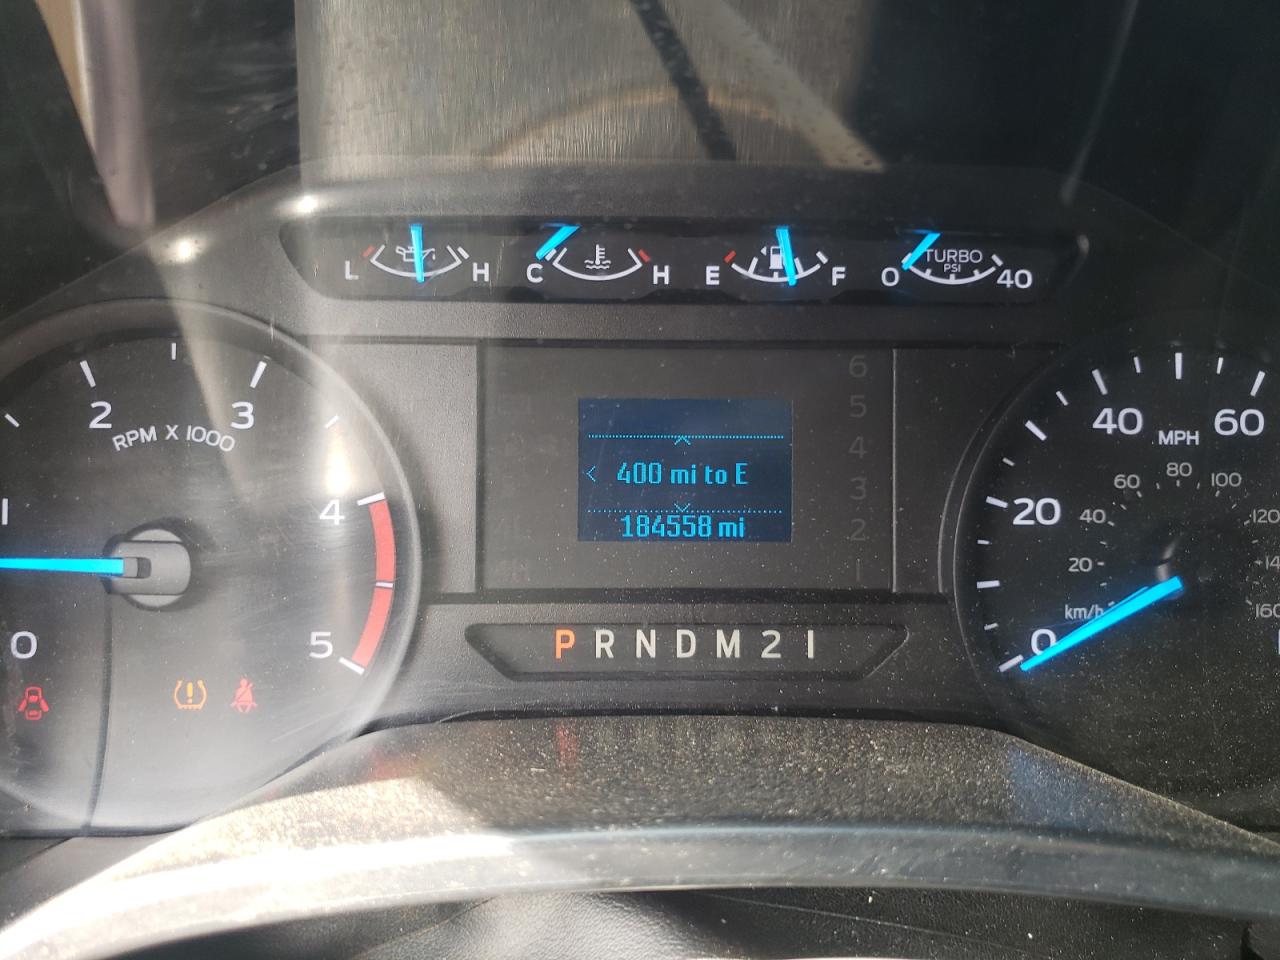 L H C H E F 0 TURBO PSI 40
2 3
RPM X 1000
1 4
0 5
6
5
4
3
2
1
< 400 mi to E
184558 mi
P R N D M 2 1
0 20 40 60
MPH
km/h 20 40 60 80 100 120 160